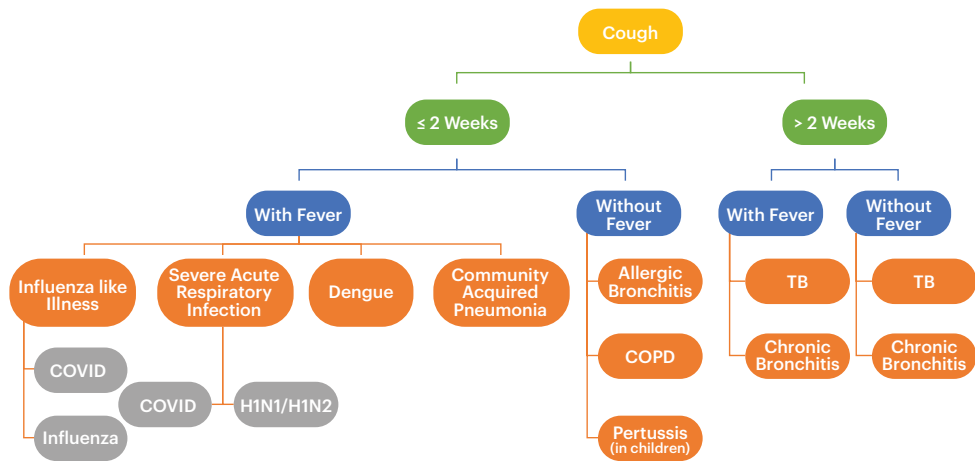 Cough
≤ 2 Weeks
> 2 Weeks
With Fever
Without
Fever
With Fever
Without
Fever
Influenza like
Illness
Severe Acute
Respiratory
Infection
Dengue
Community
Acquired
Pneumonia
Allergic
Bronchitis
TB
TB
COVID
COPD
Chronic
Bronchitis
Chronic
Bronchitis
COVID
H1N1/H1N2
Influenza
Pertussis
(in children)